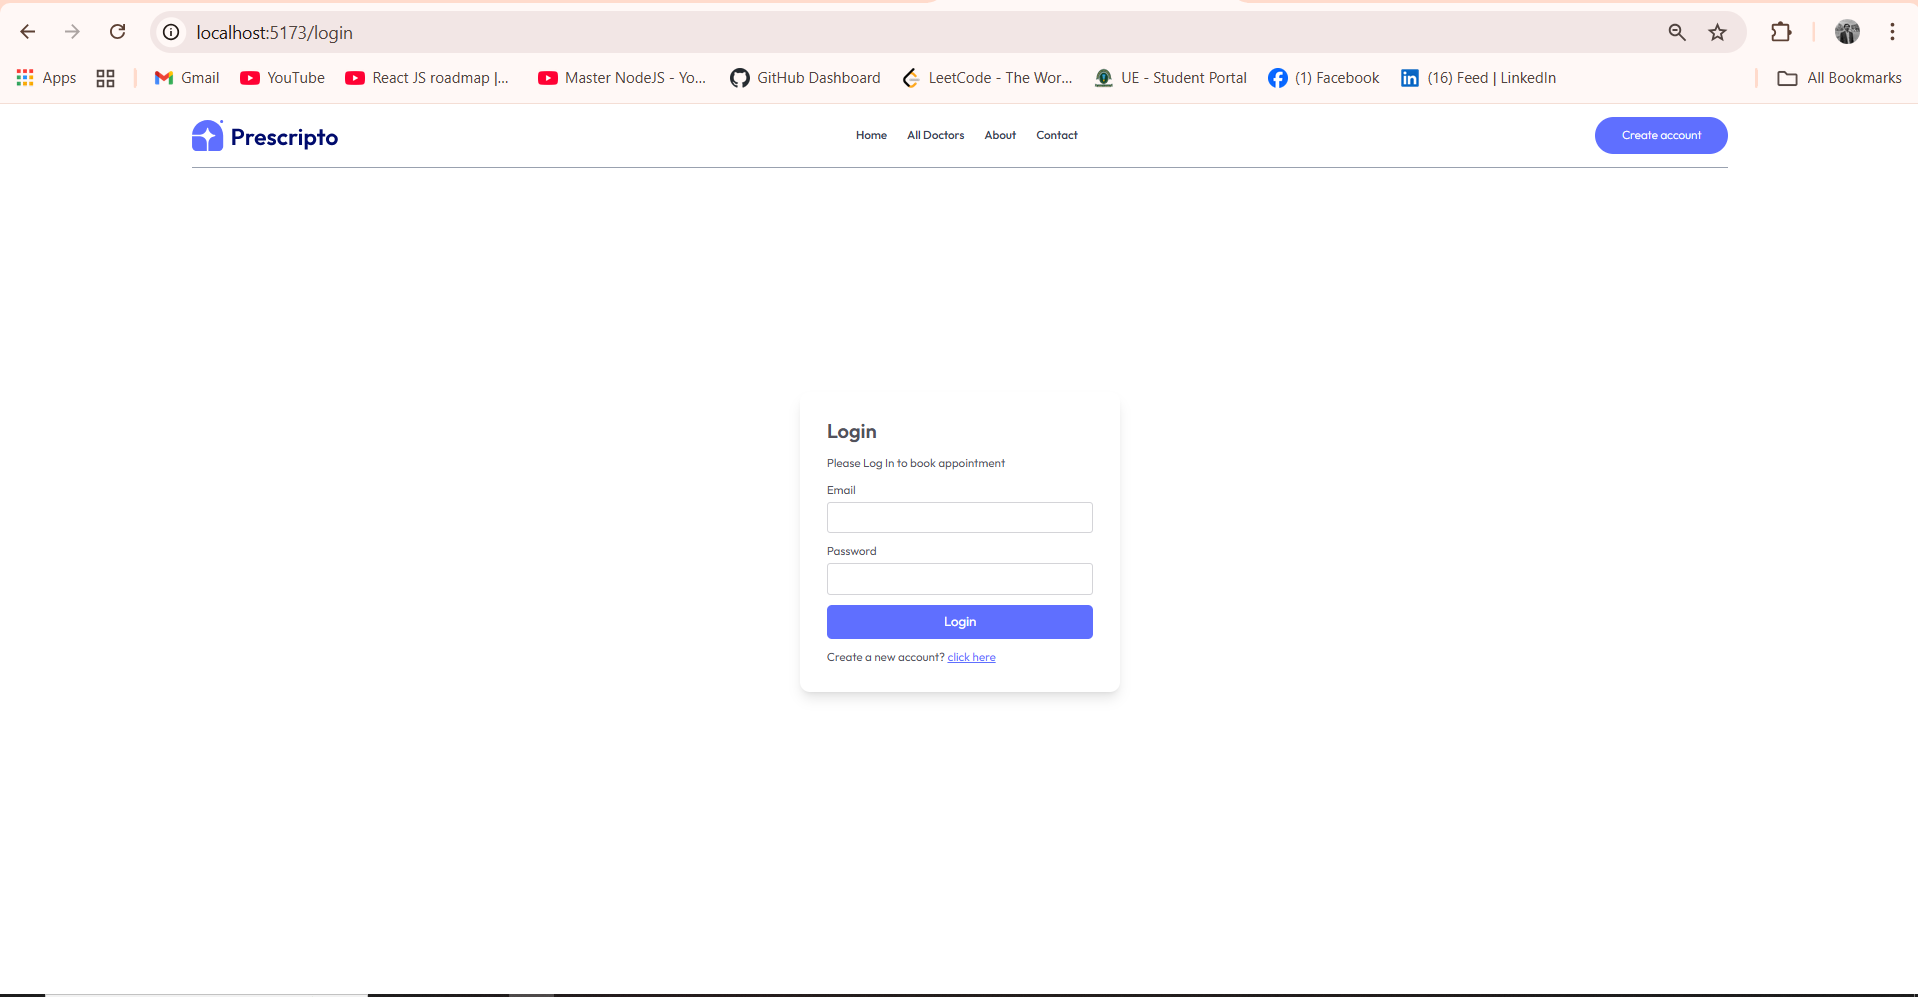 localhost:5173/login
Apps Gmail YouTube React JS roadmap |... Master NodeJS - Yo... GitHub Dashboard LeetCode - The Wor... UE - Student Portal (1) Facebook (16) Feed | LinkedIn All Bookmarks
Prescripto Home All Doctors About Contact Create account
Login
Please Log In to book appointment
Email
Password
Login
Create a new account? click here